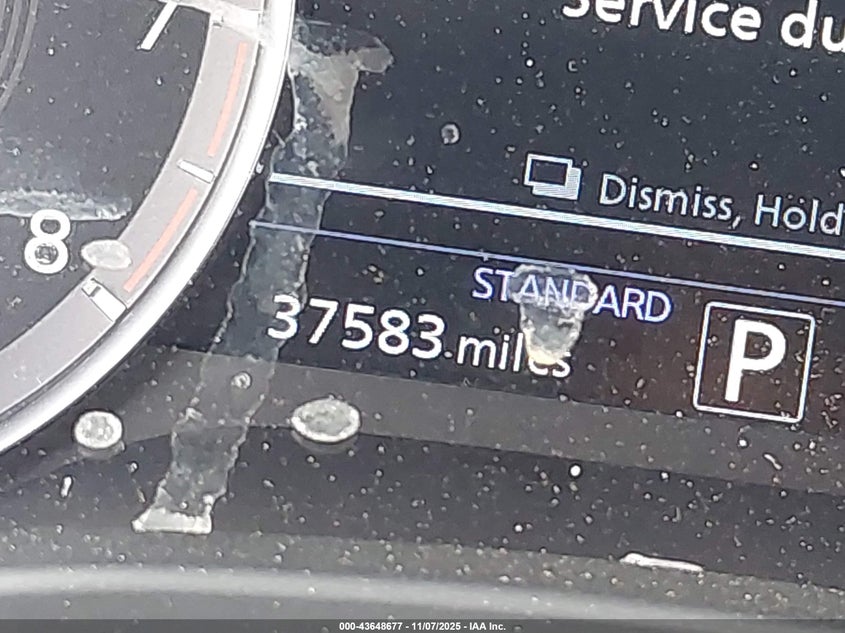 7
Service du
Dismiss, Hold
8
STANDARD
37583 miles
P
000-43648677 - 11/07/2025 - IAA Inc.